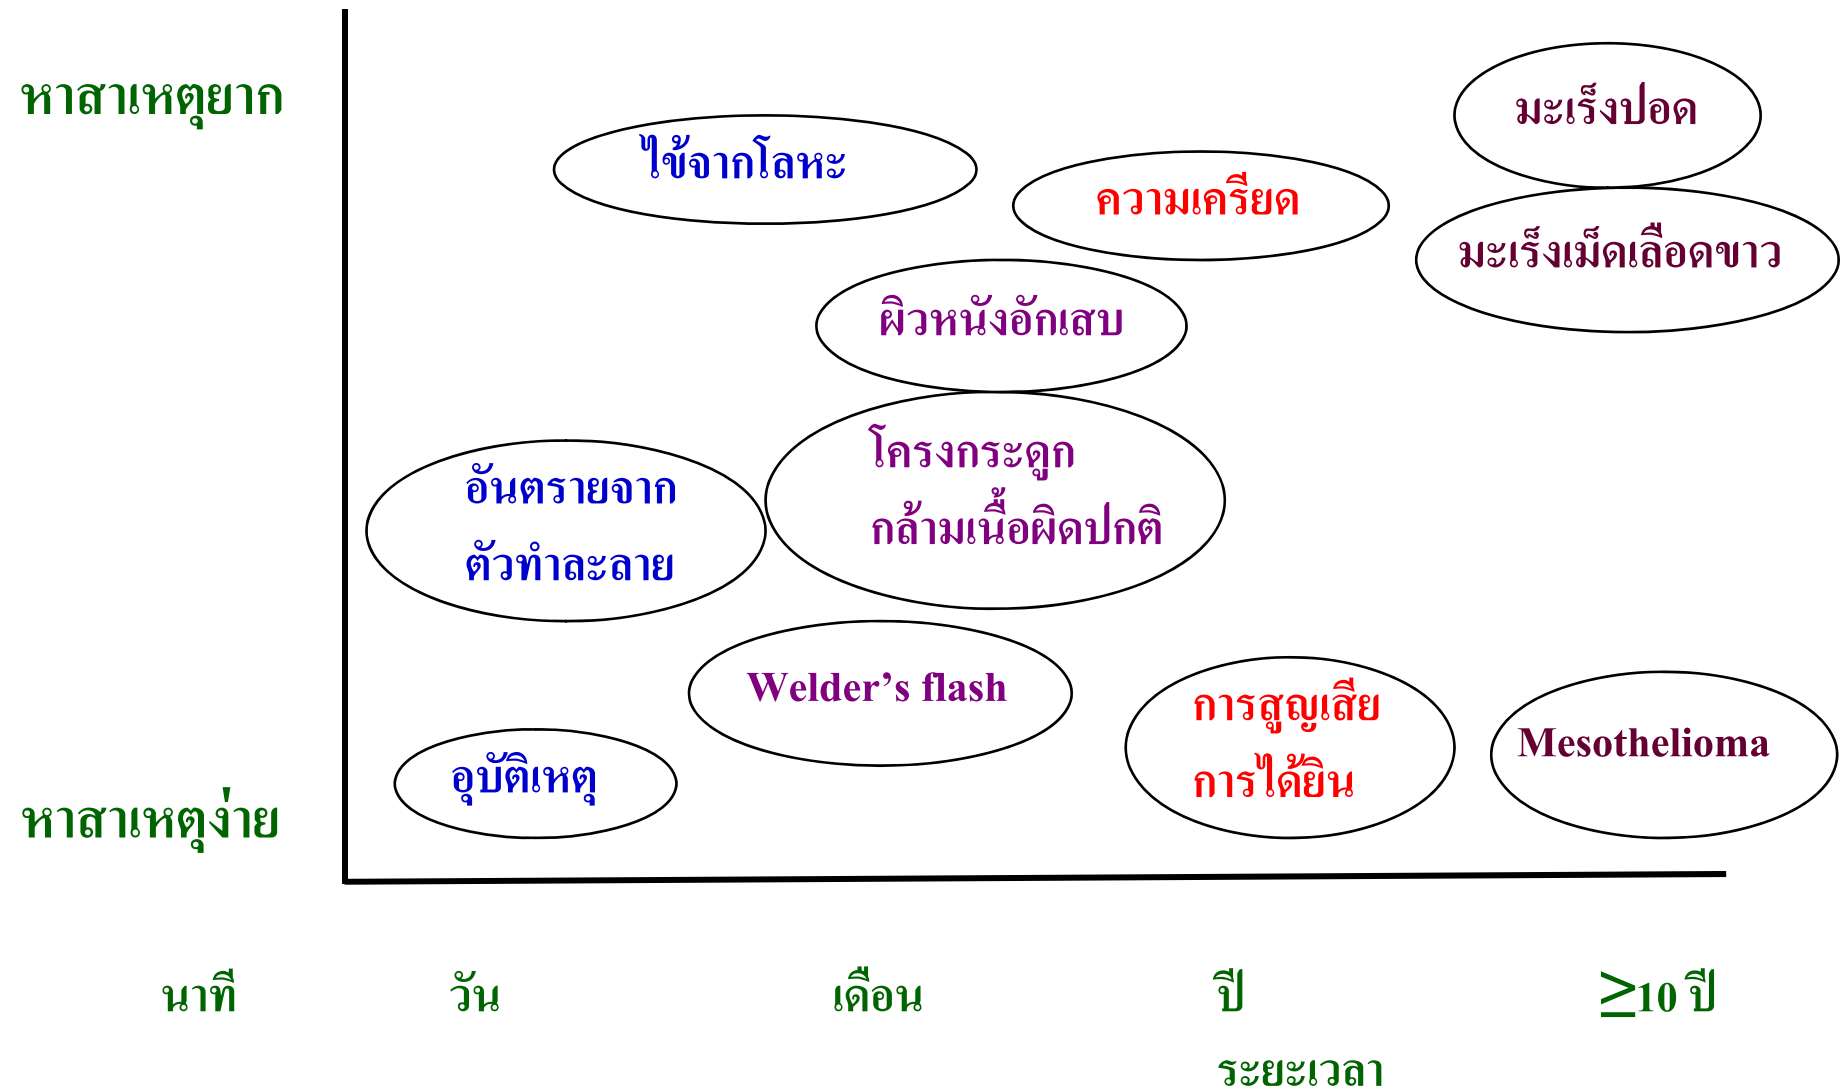 หาสาเหตุยาก
มะเร็งปอด
ไข้จากโลหะ
ความเครียด
มะเร็งเม็ดเลือดขาว
ผิวหนังอักเสบ
โครงกระดูก
กล้ามเนื้อผิดปกติ
อันตรายจาก
ตัวทำละลาย
Welder’s flash
การสูญเสีย
การได้ยิน
Mesothelioma
อุบัติเหตุ
หาสาเหตุง่าย
นาที วัน เดือน ปี ≥10 ปี
ระยะเวลา